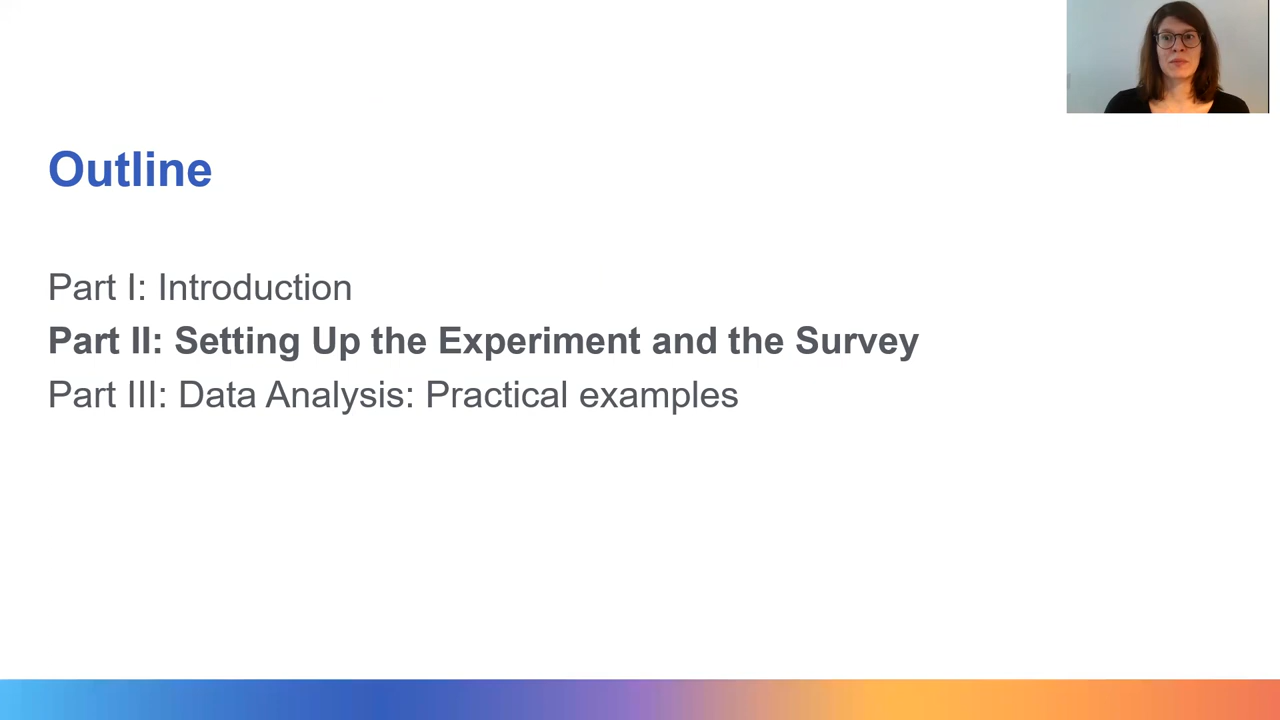 Outline
Part I: Introduction
Part II: Setting Up the Experiment and the Survey
Part III: Data Analysis: Practical examples